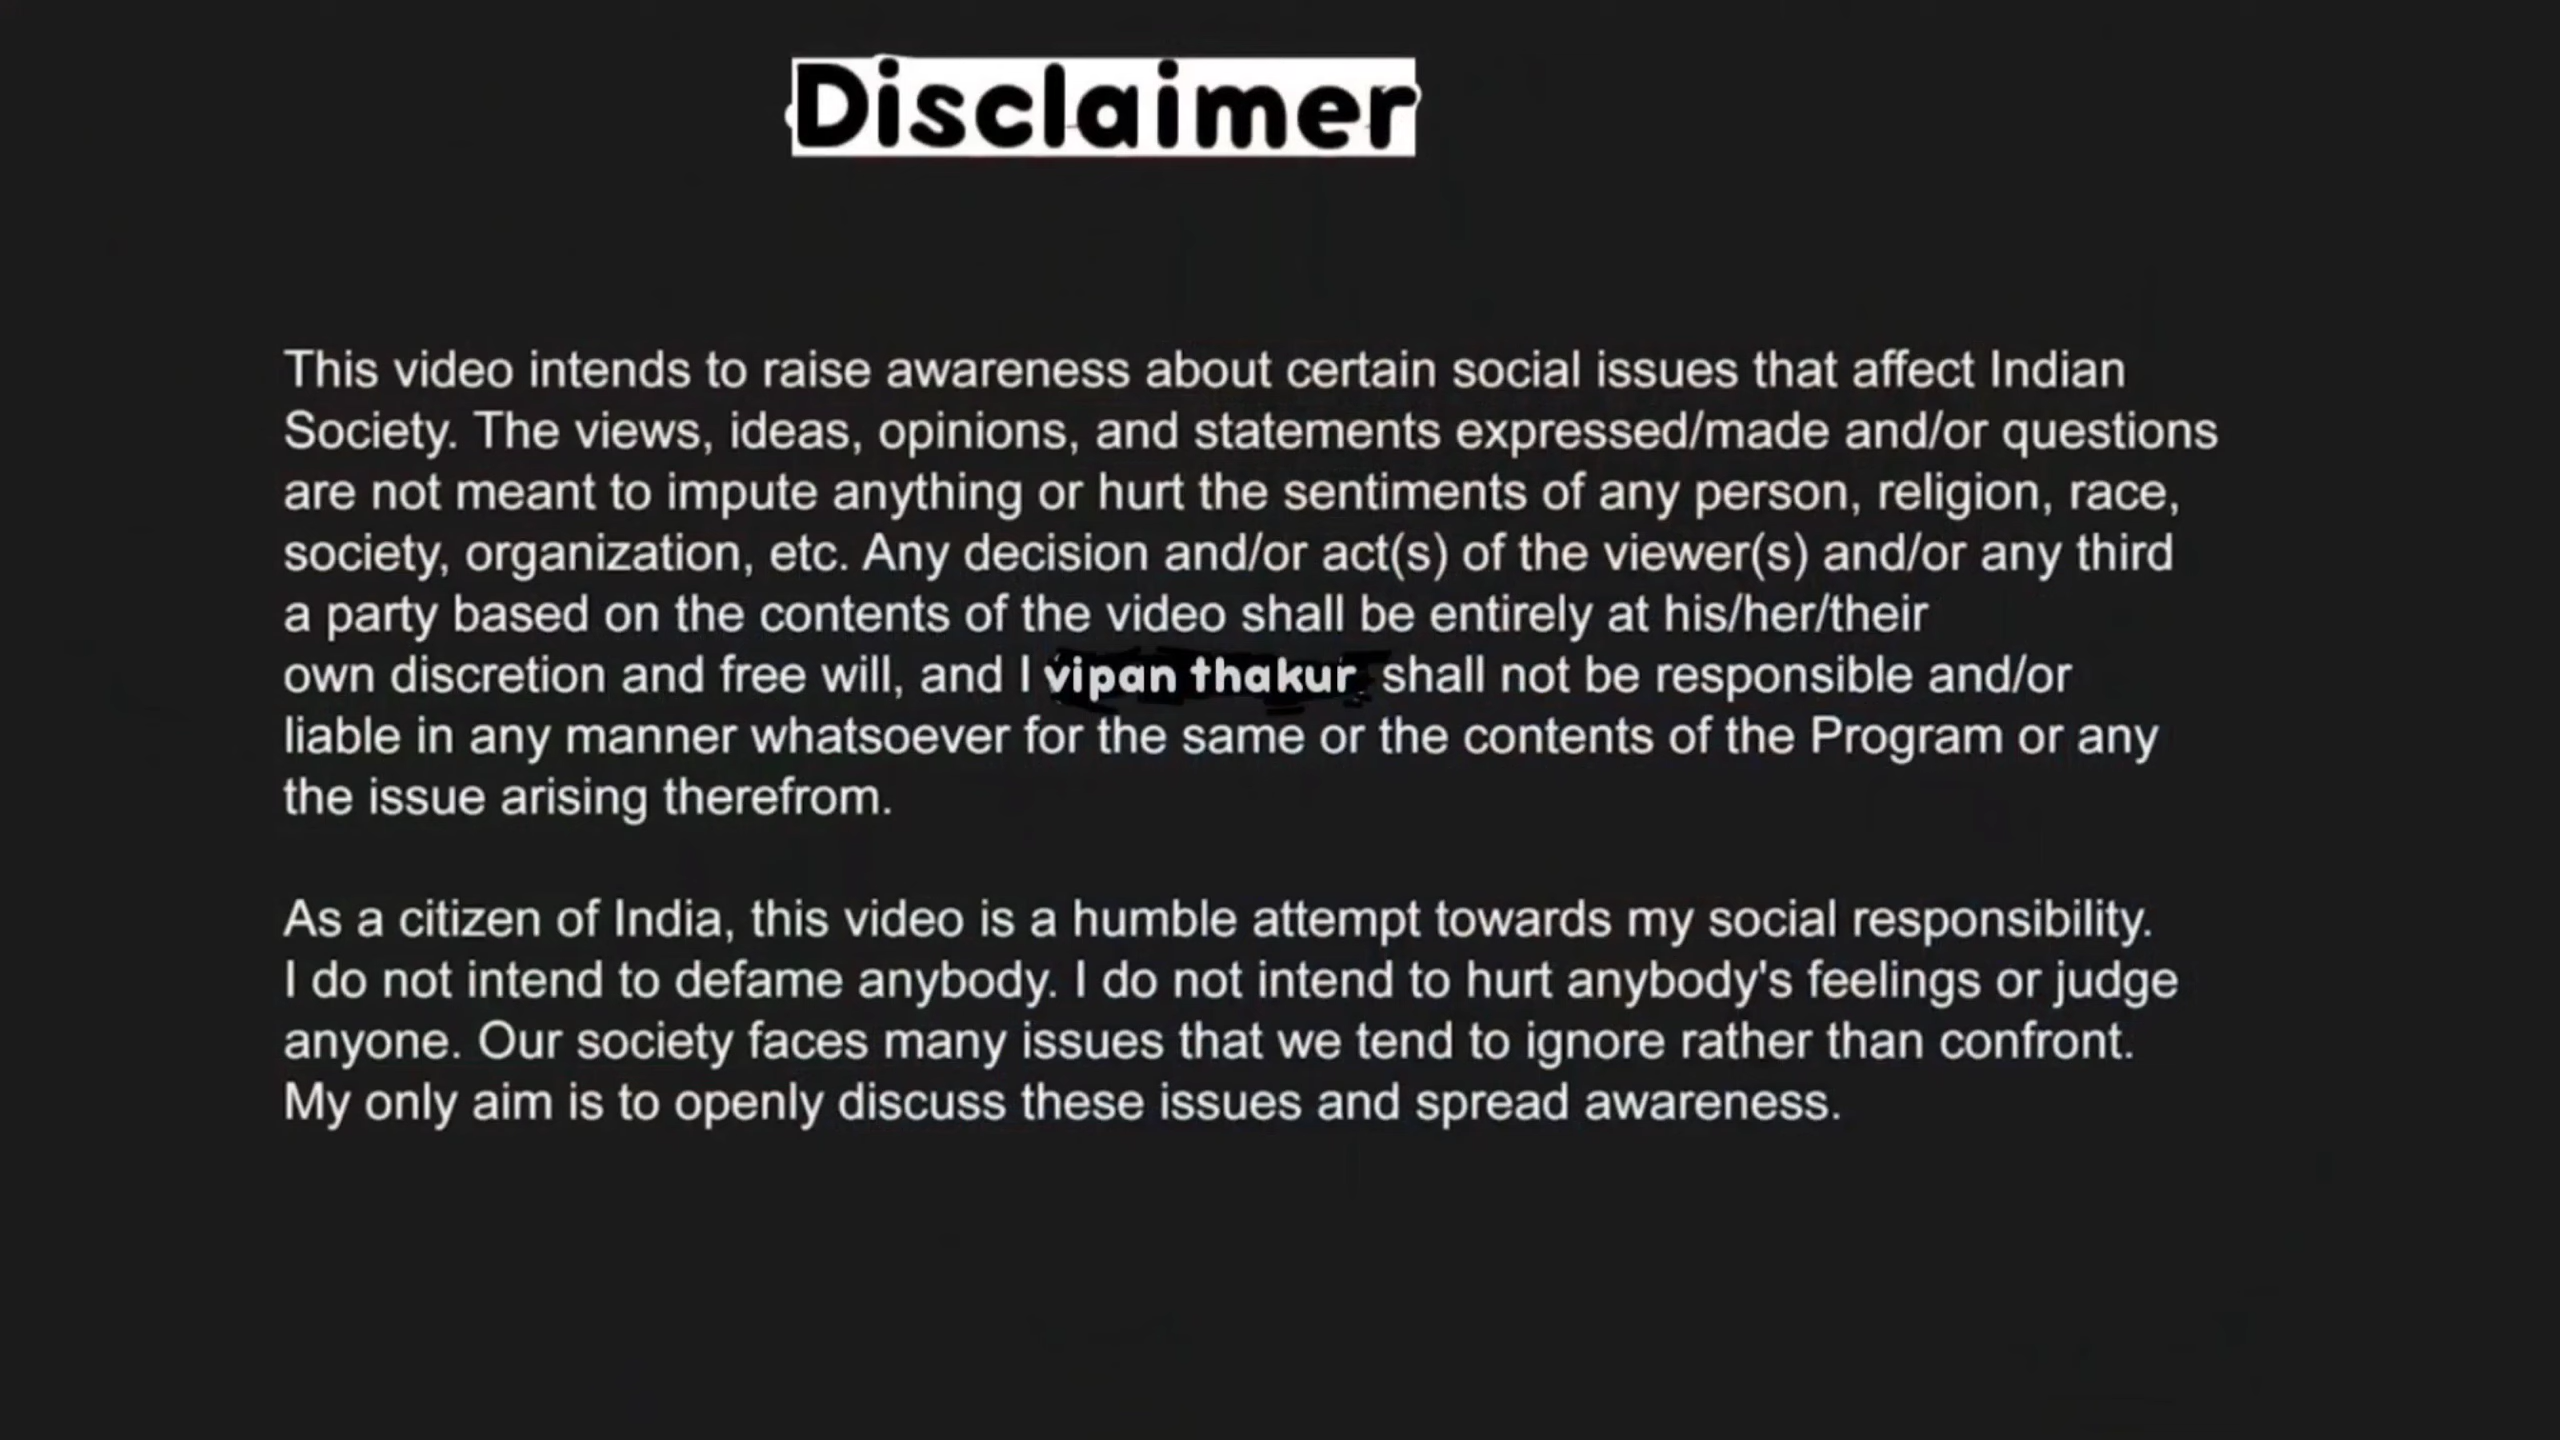 Disclaimer
This video intends to raise awareness about certain social issues that affect Indian
Society. The views, ideas, opinions, and statements expressed/made and/or questions
are not meant to impute anything or hurt the sentiments of any person, religion, race,
society, organization, etc. Any decision and/or act(s) of the viewer(s) and/or any third
a party based on the contents of the video shall be entirely at his/her/their
own discretion and free will, and I vipan thakur shall not be responsible and/or
liable in any manner whatsoever for the same or the contents of the Program or any
the issue arising therefrom.
As a citizen of India, this video is a humble attempt towards my social responsibility.
I do not intend to defame anybody. I do not intend to hurt anybody's feelings or judge
anyone. Our society faces many issues that we tend to ignore rather than confront.
My only aim is to openly discuss these issues and spread awareness.